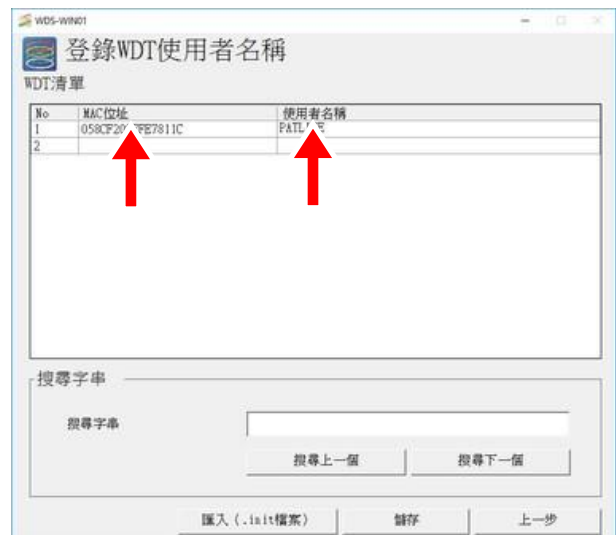 WDS-WIN01
登錄WDT使用者名稱
WDT清單
No MAC位址 使用者名稱
1
2
搜尋字串
搜尋字串
搜尋上一個 搜尋下一個
匯入(.init檔案) 儲存 上一步